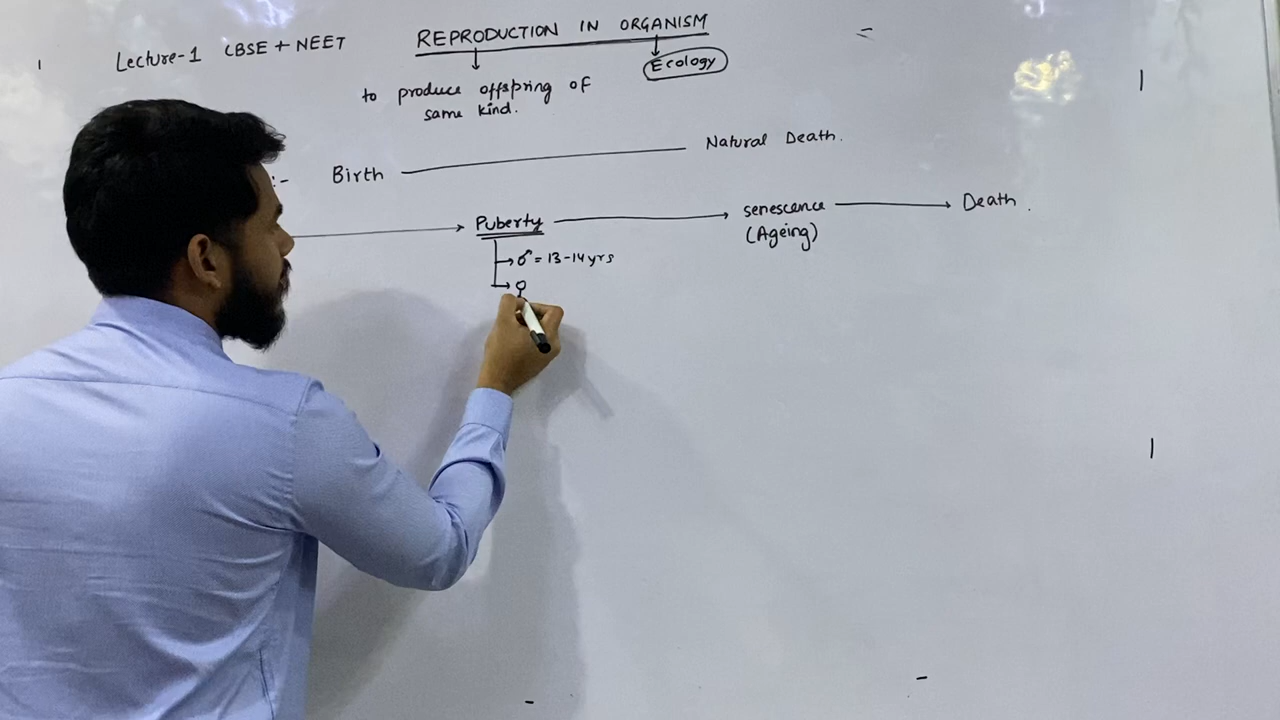 Lecture-1 CBSE + NEET
REPRODUCTION IN ORGANISM
Ecology
to produce offspring of
same kind.
:- Birth Natural Death.
Puberty → senescence → Death.
(Ageing)
♂ = 13-14 yrs
♀